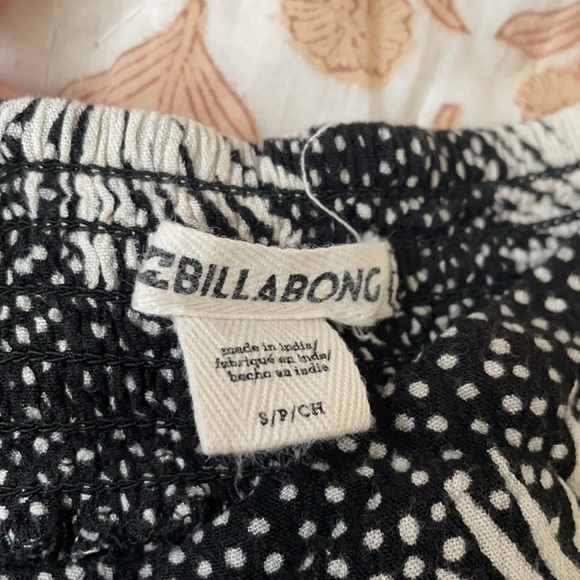 BILLABONG
made in india/
fabriqué en inde/
hecho en india
S/P/CH